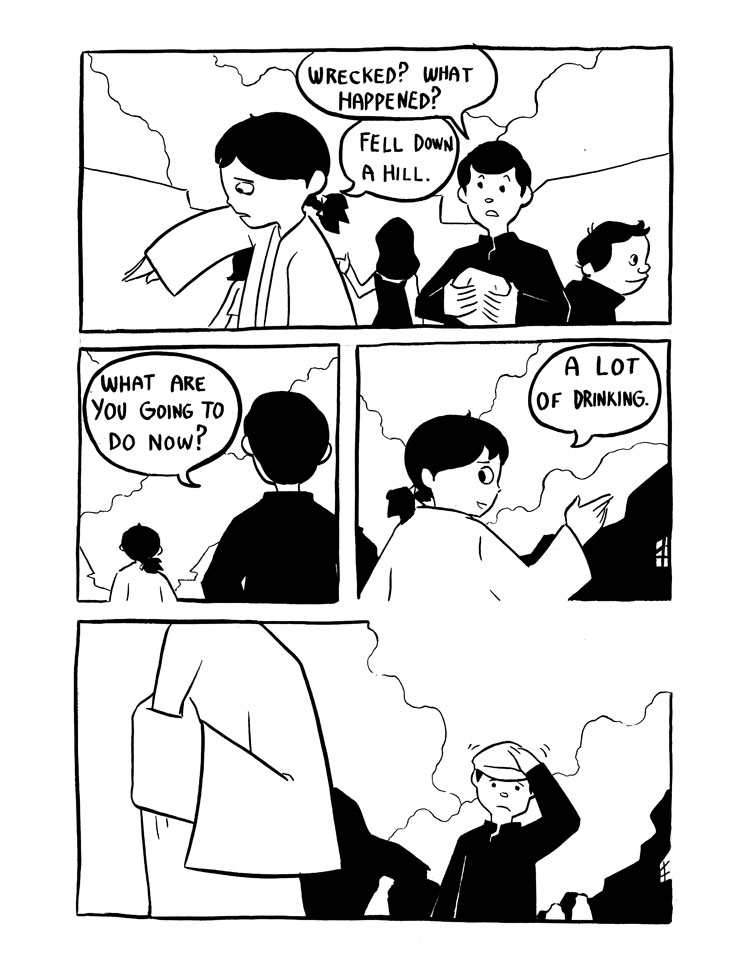 WRECKED? WHAT
HAPPENED?
FELL DOWN
A HILL.
WHAT ARE
YOU GOING TO
DO NOW?
A LOT
OF DRINKING.